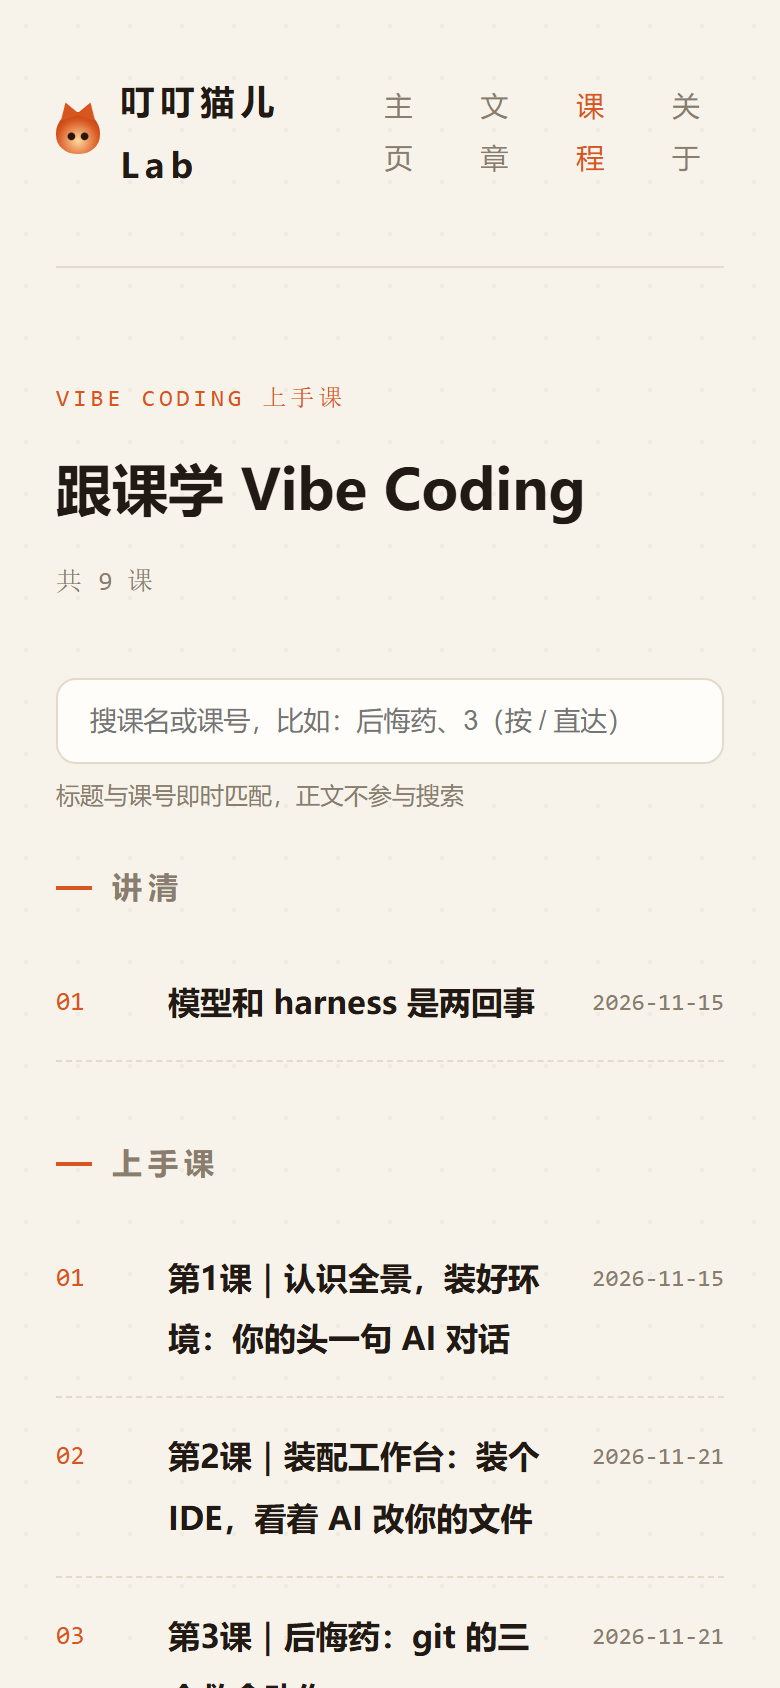 叮叮猫儿
Lab
主页 文章 课程 关于
VIBE CODING 上手课
跟课学 Vibe Coding
共 9 课
搜课名或课号，比如：后悔药、3（按 / 直达）
标题与课号即时匹配，正文不参与搜索
讲清
01 模型和 harness 是两回事 2026-11-15
上手课
01 第1课｜认识全景，装好环 2026-11-15
境：你的头一句 AI 对话
02 第2课｜装配工作台：装个 2026-11-21
IDE，看着 AI 改你的文件
03 第3课｜后悔药：git 的三 2026-11-21